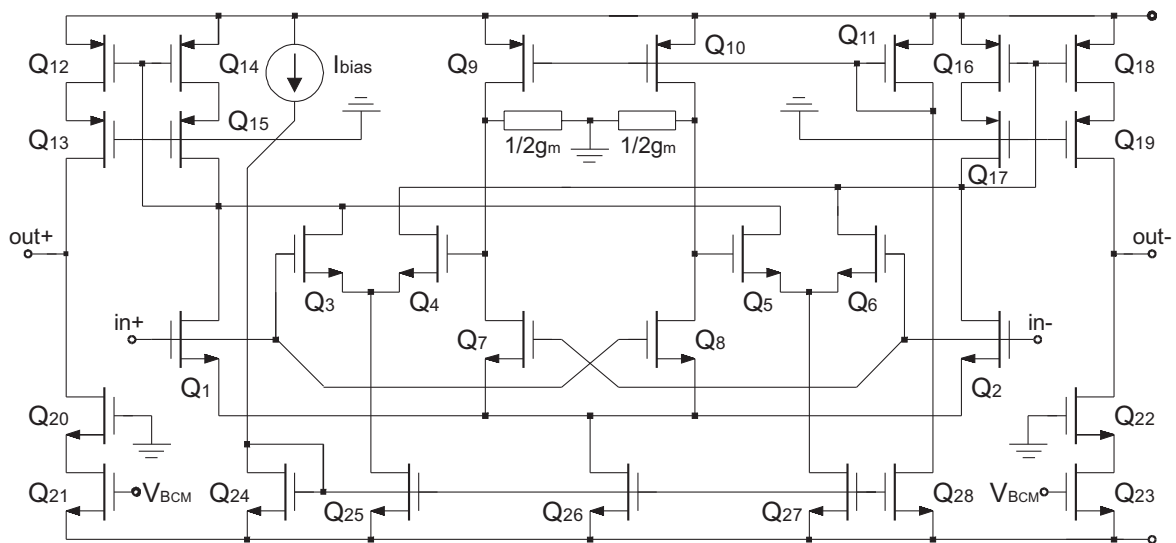 Q12
Q14
Ibias
Q9
Q10
Q11
Q16
Q18
Q13
Q15
1/2gm
1/2gm
Q17
Q19
out+
out-
Q3
Q4
Q5
Q6
in+
in-
Q7
Q8
Q1
Q2
Q20
Q22
Q21
VBCM
Q24
Q25
Q26
Q27
Q28
VBCM
Q23